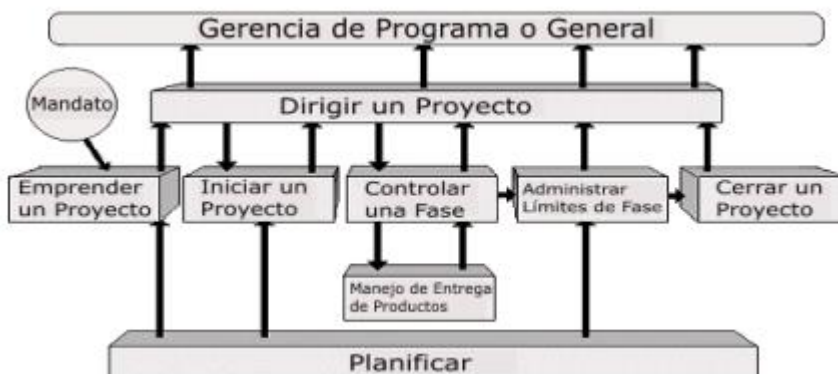 Gerencia de Programa o General
Mandato
Dirigir un Proyecto
Emprender
un Proyecto
Iniciar un
Proyecto
Controlar
una Fase
Administrar
Límites de Fase
Cerrar un
Proyecto
Manejo de Entrega
de Productos
Planificar